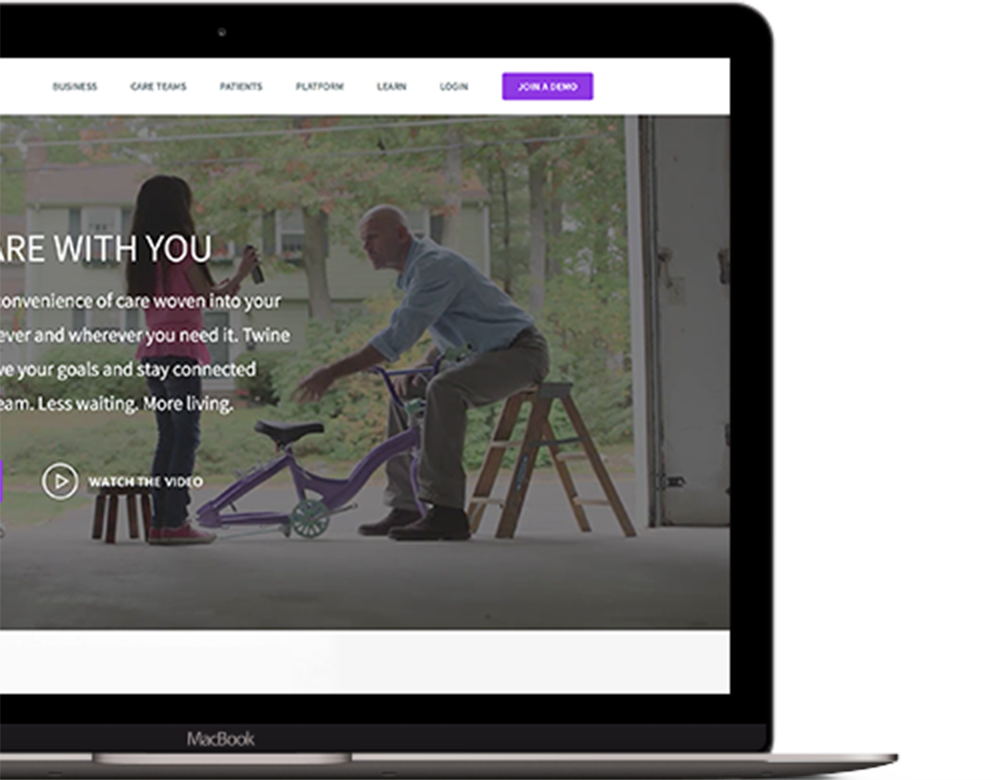 BUSINESS CARE TEAMS PATIENTS PLATFORM LEARN LOGIN JOIN A DEMO
ARE WITH YOU
convenience of care woven into your
ever and wherever you need it. Twine
ve your goals and stay connected
eam. Less waiting. More living.
WATCH THE VIDEO
MacBook